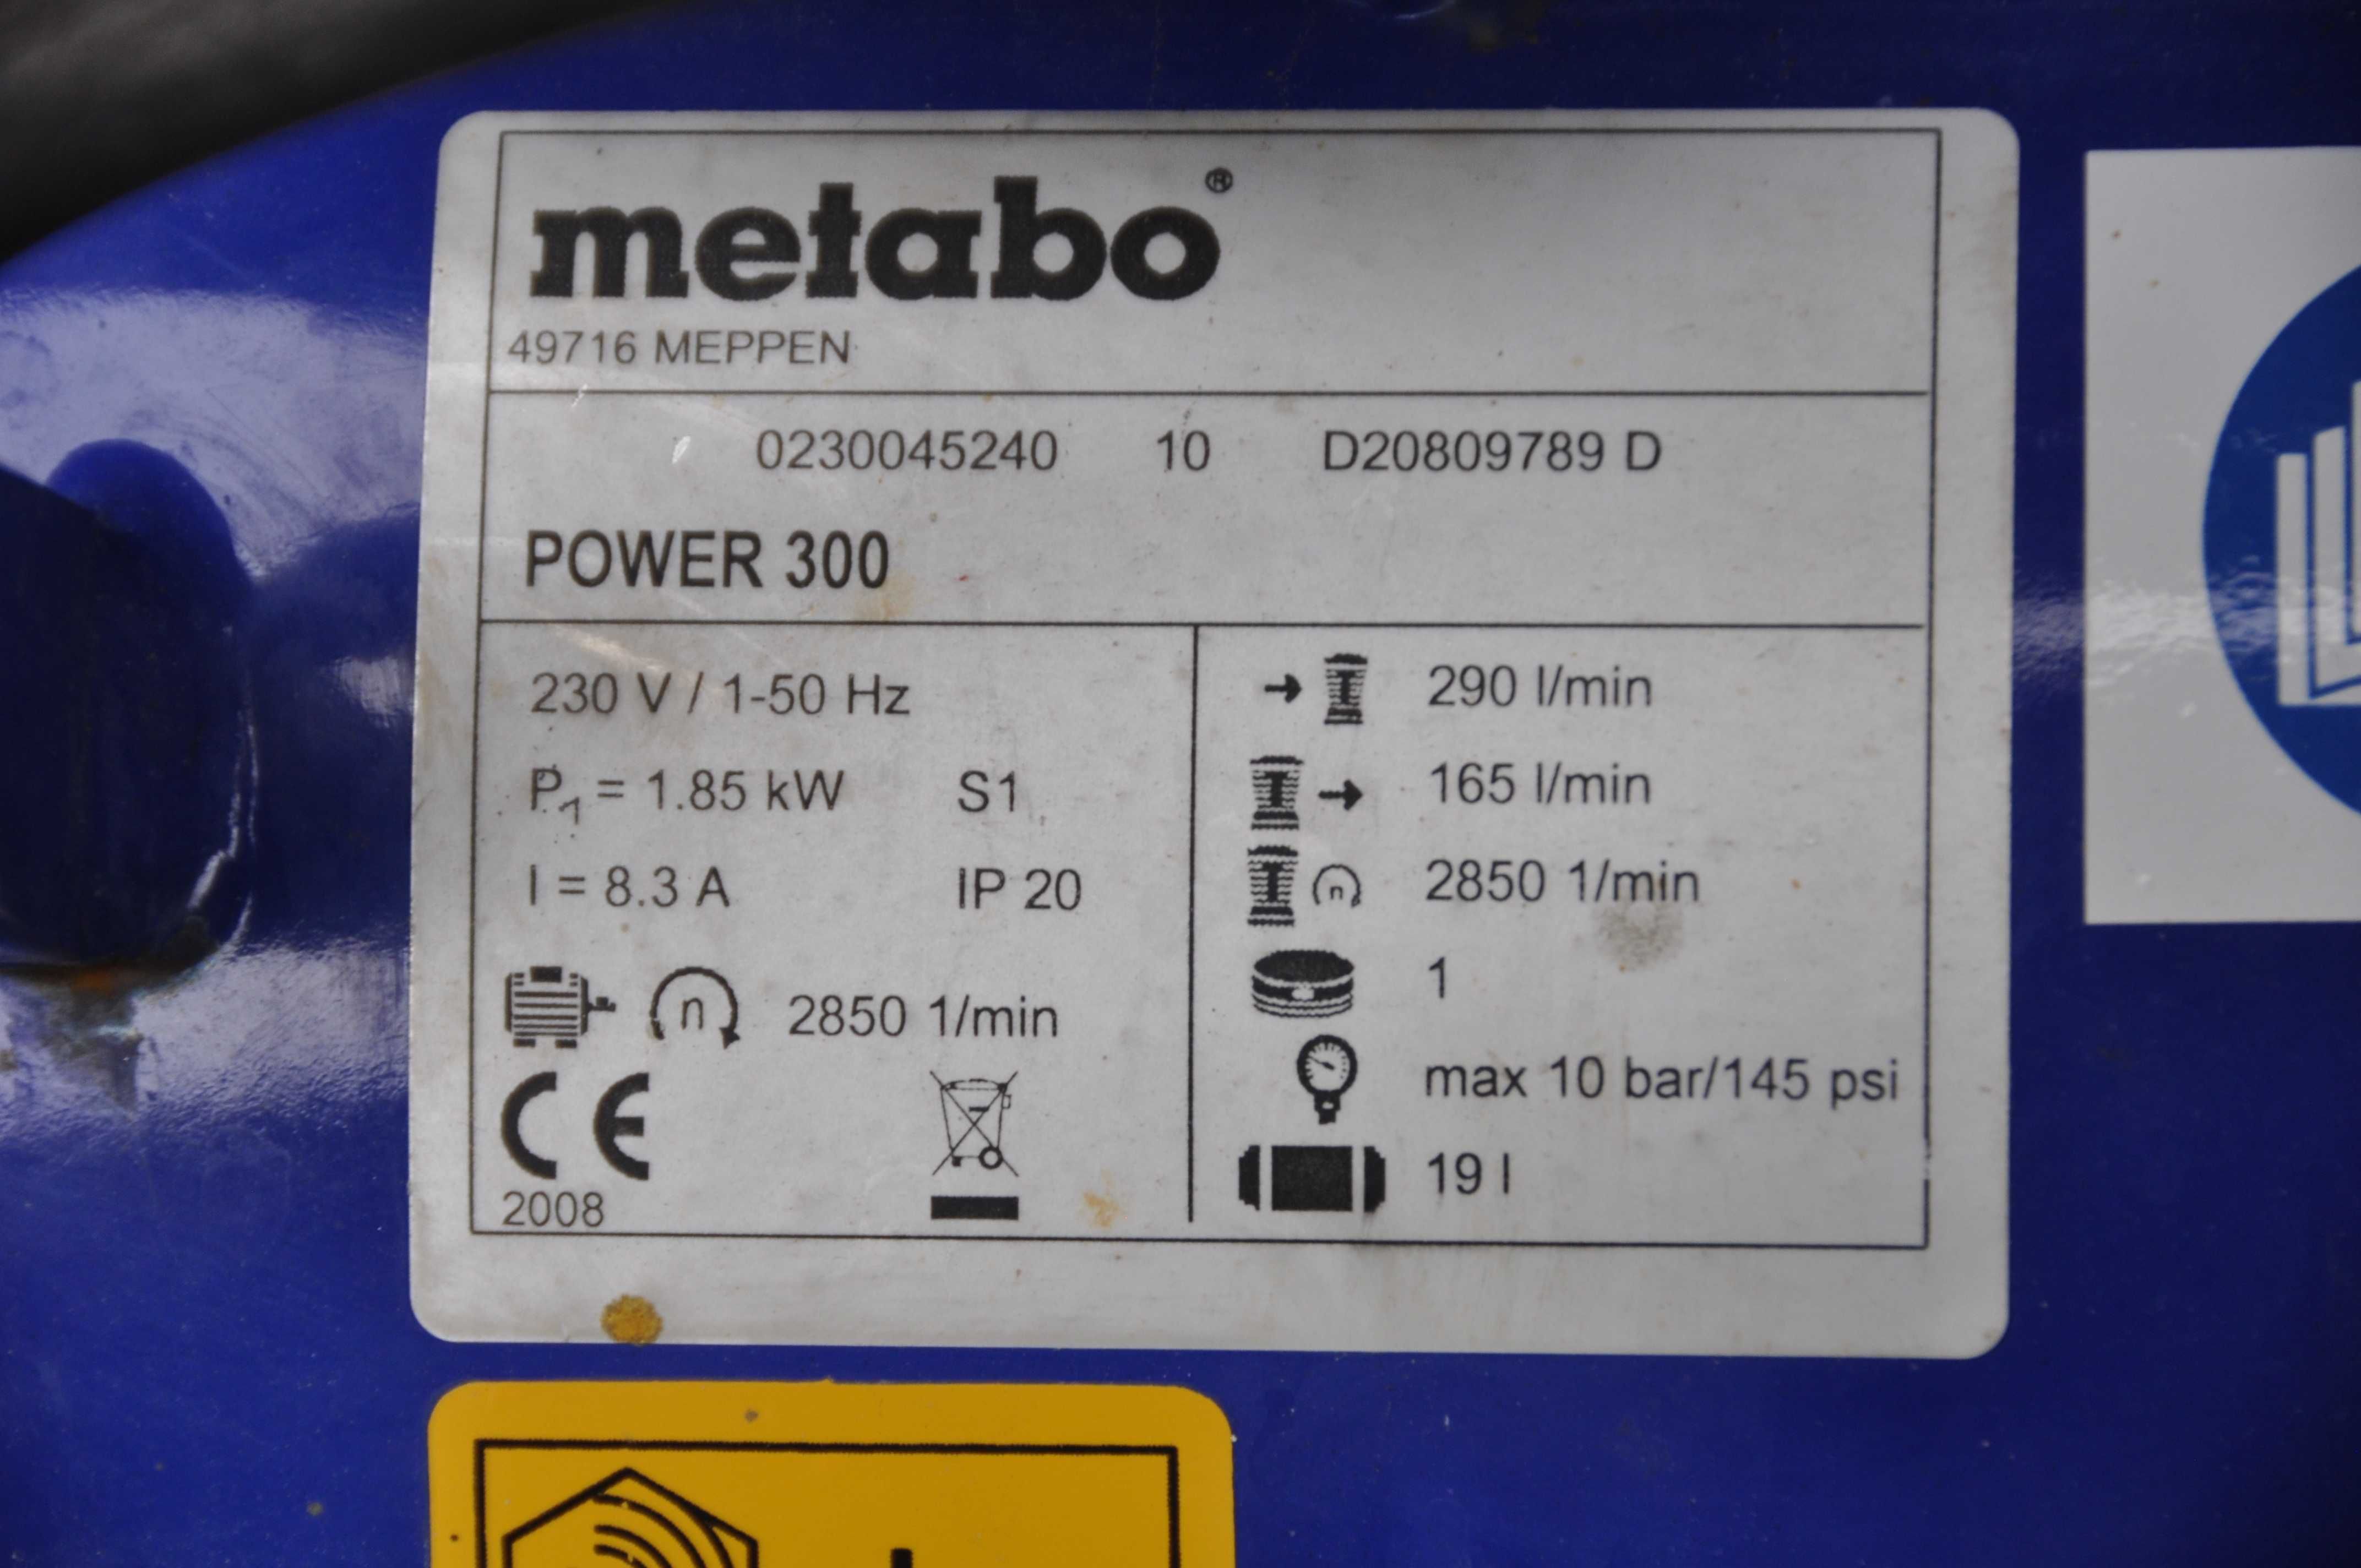 metabo®
49716 MEPPEN
0230045240 10 D20809789 D
POWER 300
230 V / 1-50 Hz
P1 = 1.85 kW S1
I = 8.3 A IP 20
n 2850 1/min
CE
2008
290 l/min
165 l/min
n 2850 1/min
1
max 10 bar/145 psi
19 l